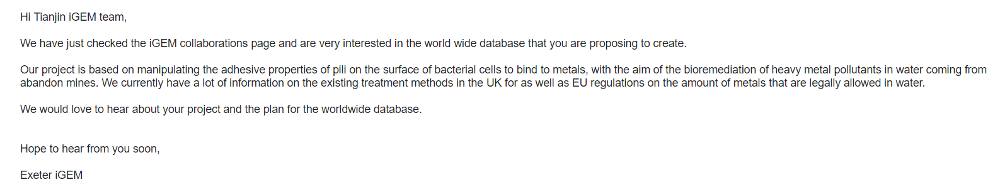 Hi Tianjin iGEM team,
We have just checked the iGEM collaborations page and are very interested in the world wide database that you are proposing to create.
Our project is based on manipulating the adhesive properties of pili on the surface of bacterial cells to bind to metals, with the aim of the bioremediation of heavy metal pollutants in water coming from
abandon mines. We currently have a lot of information on the existing treatment methods in the UK for as well as EU regulations on the amount of metals that are legally allowed in water.
We would love to hear about your project and the plan for the worldwide database.
Hope to hear from you soon,
Exeter iGEM